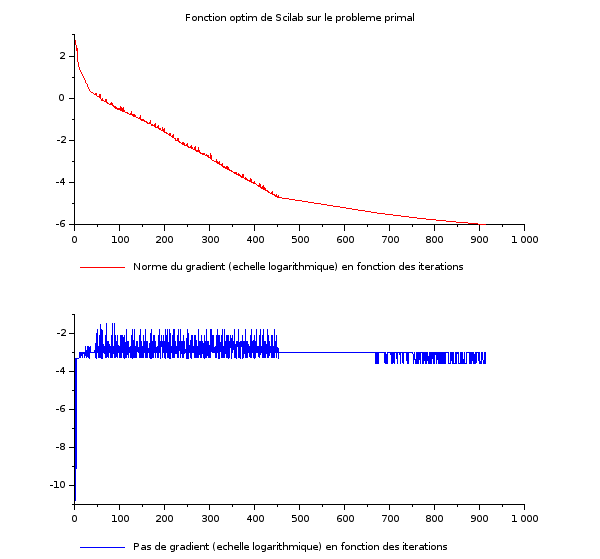 Fonction optim de Scilab sur le probleme primal
2
0
-2
-4
-6
0 100 200 300 400 500 600 700 800 900 1 000
Norme du gradient (echelle logarithmique) en fonction des iterations
-2
-4
-6
-8
-10
0 100 200 300 400 500 600 700 800 900 1 000
Pas de gradient (echelle logarithmique) en fonction des iterations